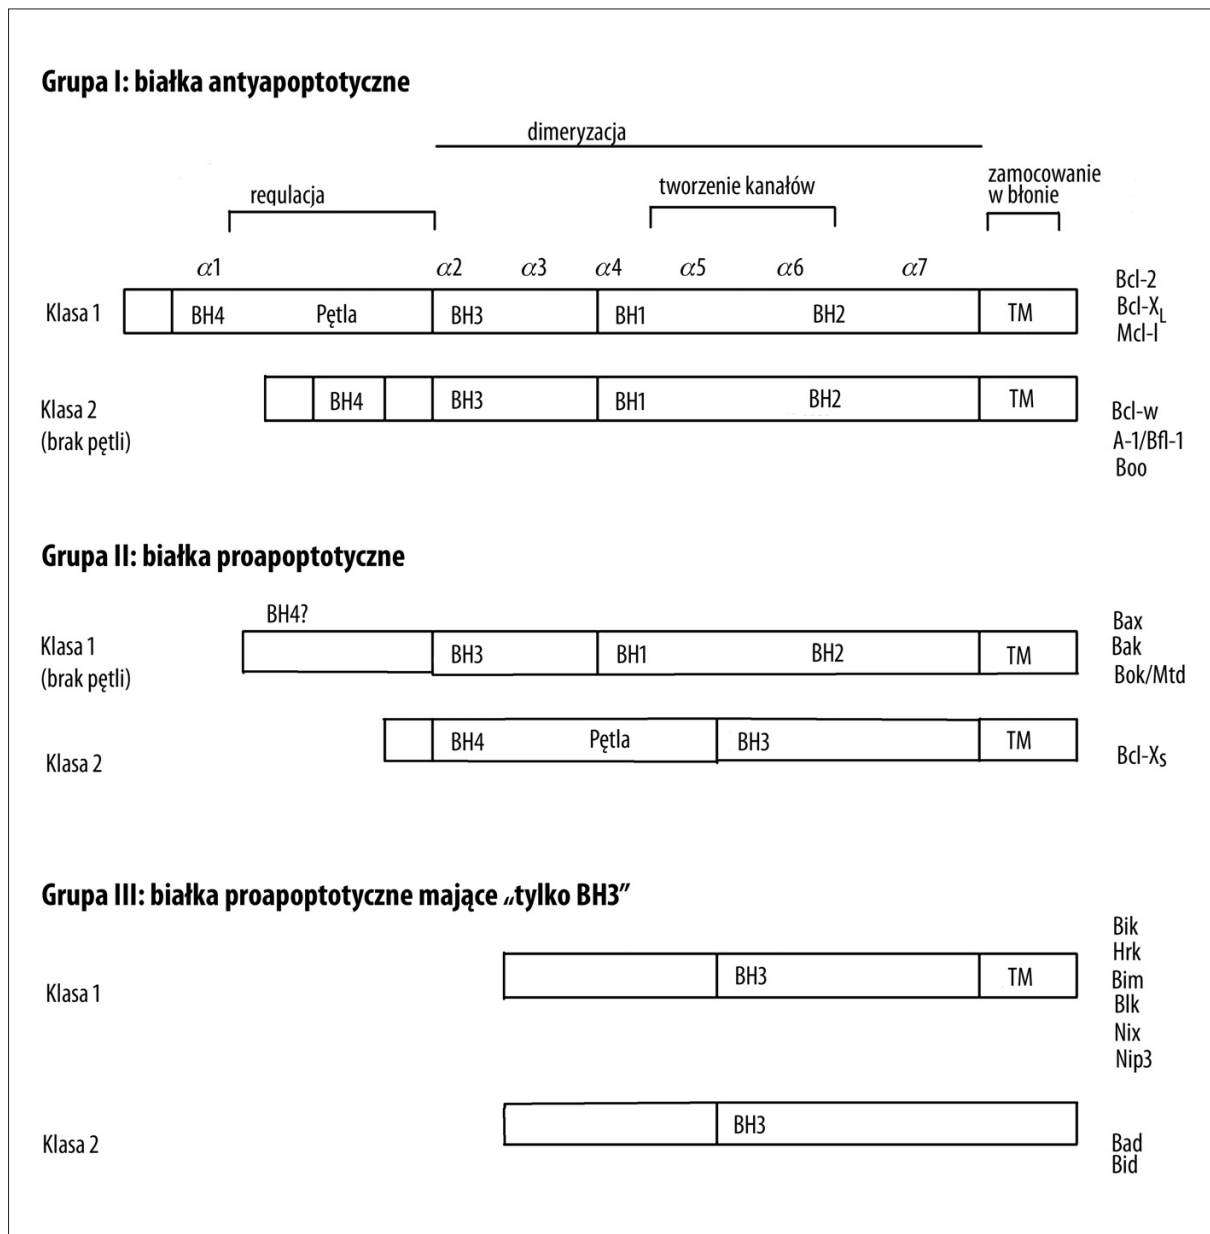 Grupa I: białka antyapoptotyczne
dimeryzacja
regulacja
tworzenie kanałów
zamocowanie
w błonie
α1 α2 α3 α4 α5 α6 α7
Klasa 1
BH4 Pętla BH3 BH1 BH2 TM
Bcl-2
Bcl-XL
Mcl-I
Klasa 2
(brak pętli)
BH4 BH3 BH1 BH2 TM
Bcl-w
A-1/Bfl-1
Boo
Grupa II: białka proapoptotyczne
BH4?
Klasa 1
(brak pętli)
BH3 BH1 BH2 TM
Bax
Bak
Bok/Mtd
Klasa 2
BH4 Pętla BH3 TM
Bcl-XS
Grupa III: białka proapoptotyczne mające „tylko BH3”
Klasa 1
BH3 TM
Bik
Hrk
Bim
Blk
Nix
Nip3
Klasa 2
BH3
Bad
Bid